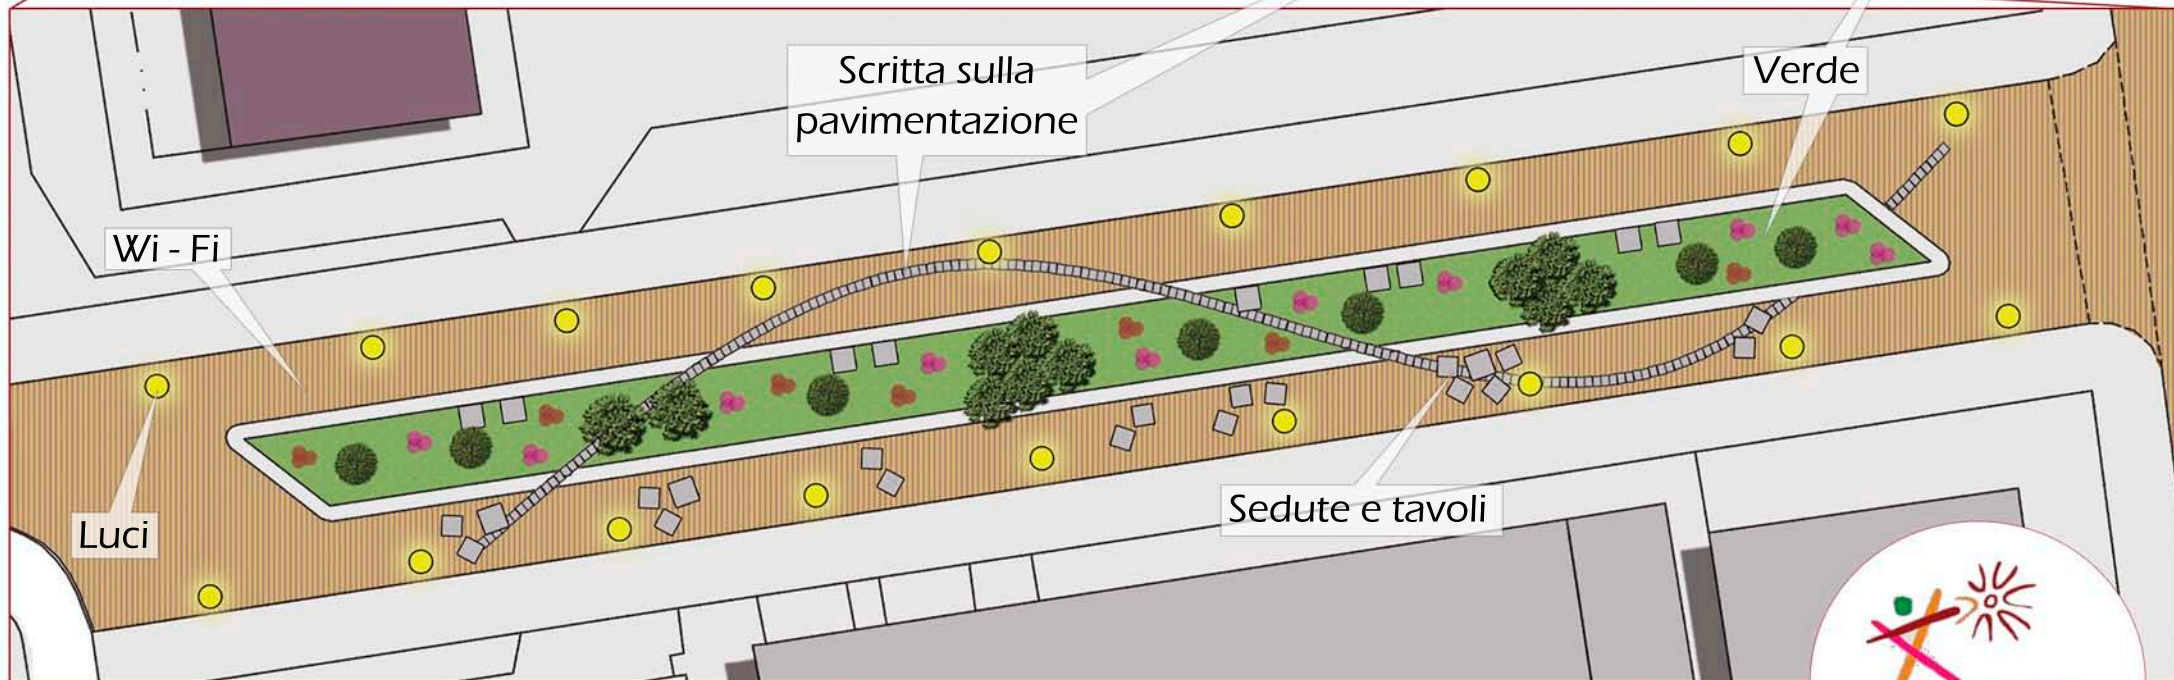 Scritta sulla
pavimentazione
Verde
Wi - Fi
Luci
Sedute e tavoli